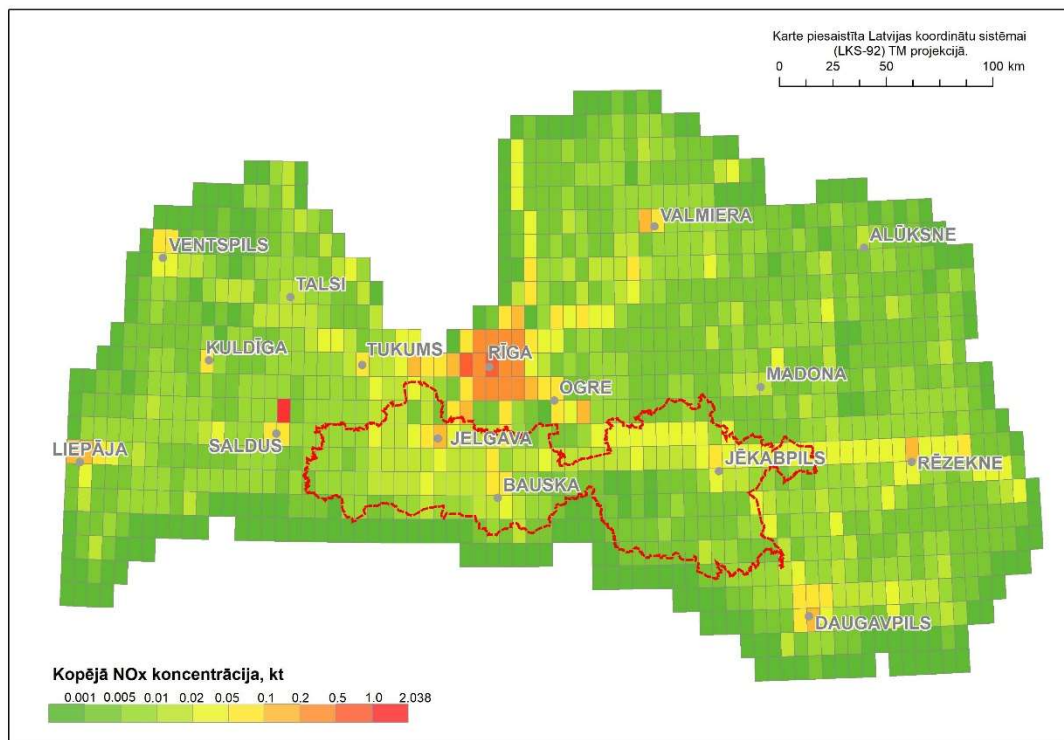 Karte piesaistīta Latvijas koordinātu sistēmai
(LKS-92) TM projekcijā.
0 25 50 100 km
VALMIERA
ALŪKSNE
VENTSPILS
TALSI
KULDĪGA
TUKUMS
RĪGA
MADONA
OGRE
SALDUS
JELGAVA
LIEPĀJA
JĒKABPILS
RĒZEKNE
BAUSKA
DAUGAVPILS
Kopējā NOx koncentrācija, kt
0.001 0.005 0.01 0.02 0.05 0.1 0.2 0.5 1.0 2.038